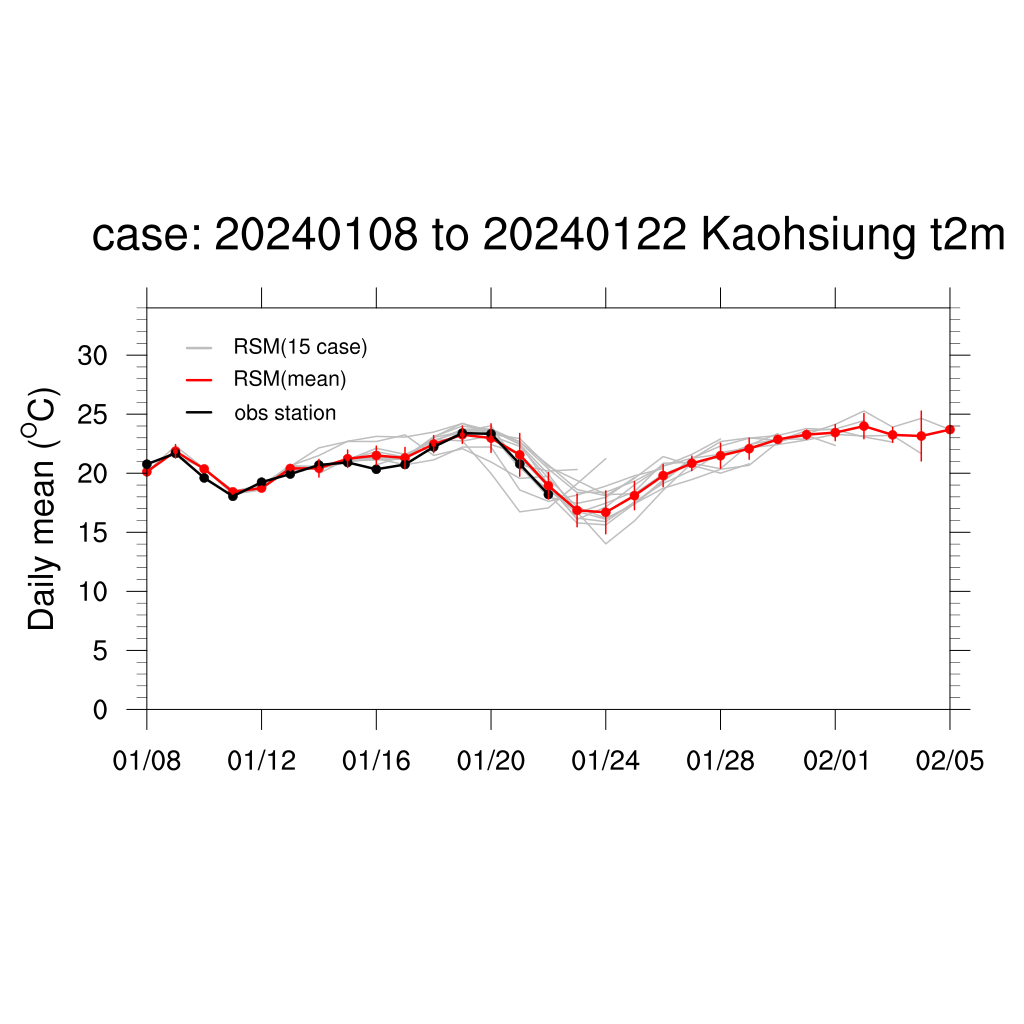 case: 20240108 to 20240122 Kaohsiung t2m
RSM(15 case)
RSM(mean)
obs station
Daily mean (°C)
30
25
20
15
10
5
0
01/08 01/12 01/16 01/20 01/24 01/28 02/01 02/05